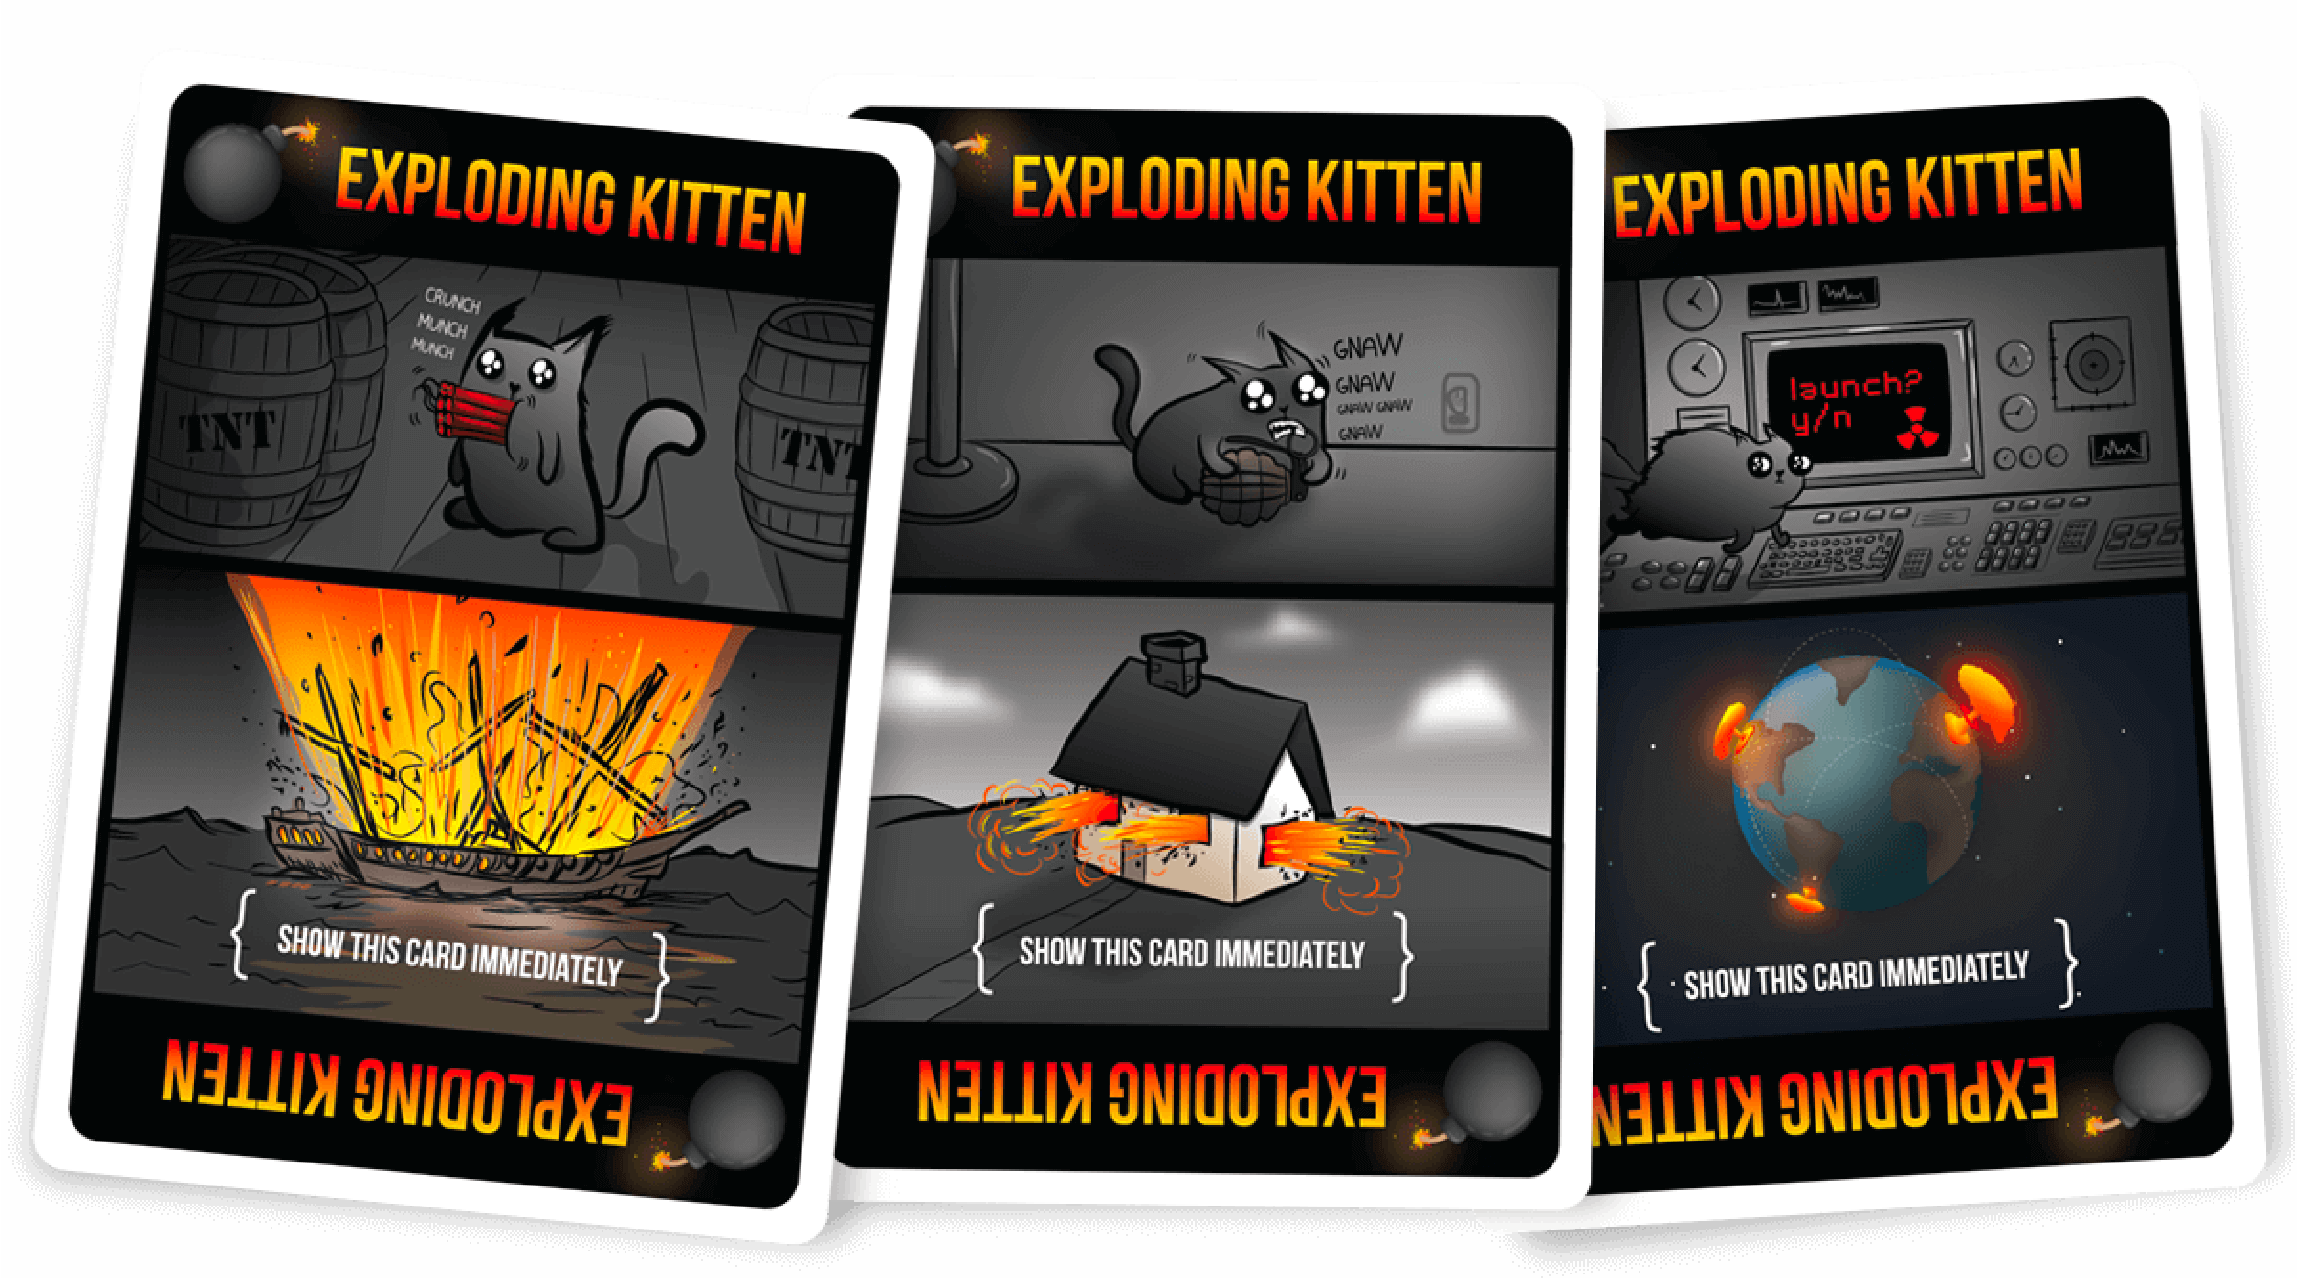 EXPLODING KITTEN
CRUNCH
MUNCH
MUNCH
TNT
TNT
SHOW THIS CARD IMMEDIATELY
EXPLODING KITTEN
EXPLODING KITTEN
GNAW
GNAW
GNAW GNAW
GNAW
SHOW THIS CARD IMMEDIATELY
EXPLODING KITTEN
EXPLODING KITTEN
launch?
y/n
SHOW THIS CARD IMMEDIATELY
EXPLODING KITTEN